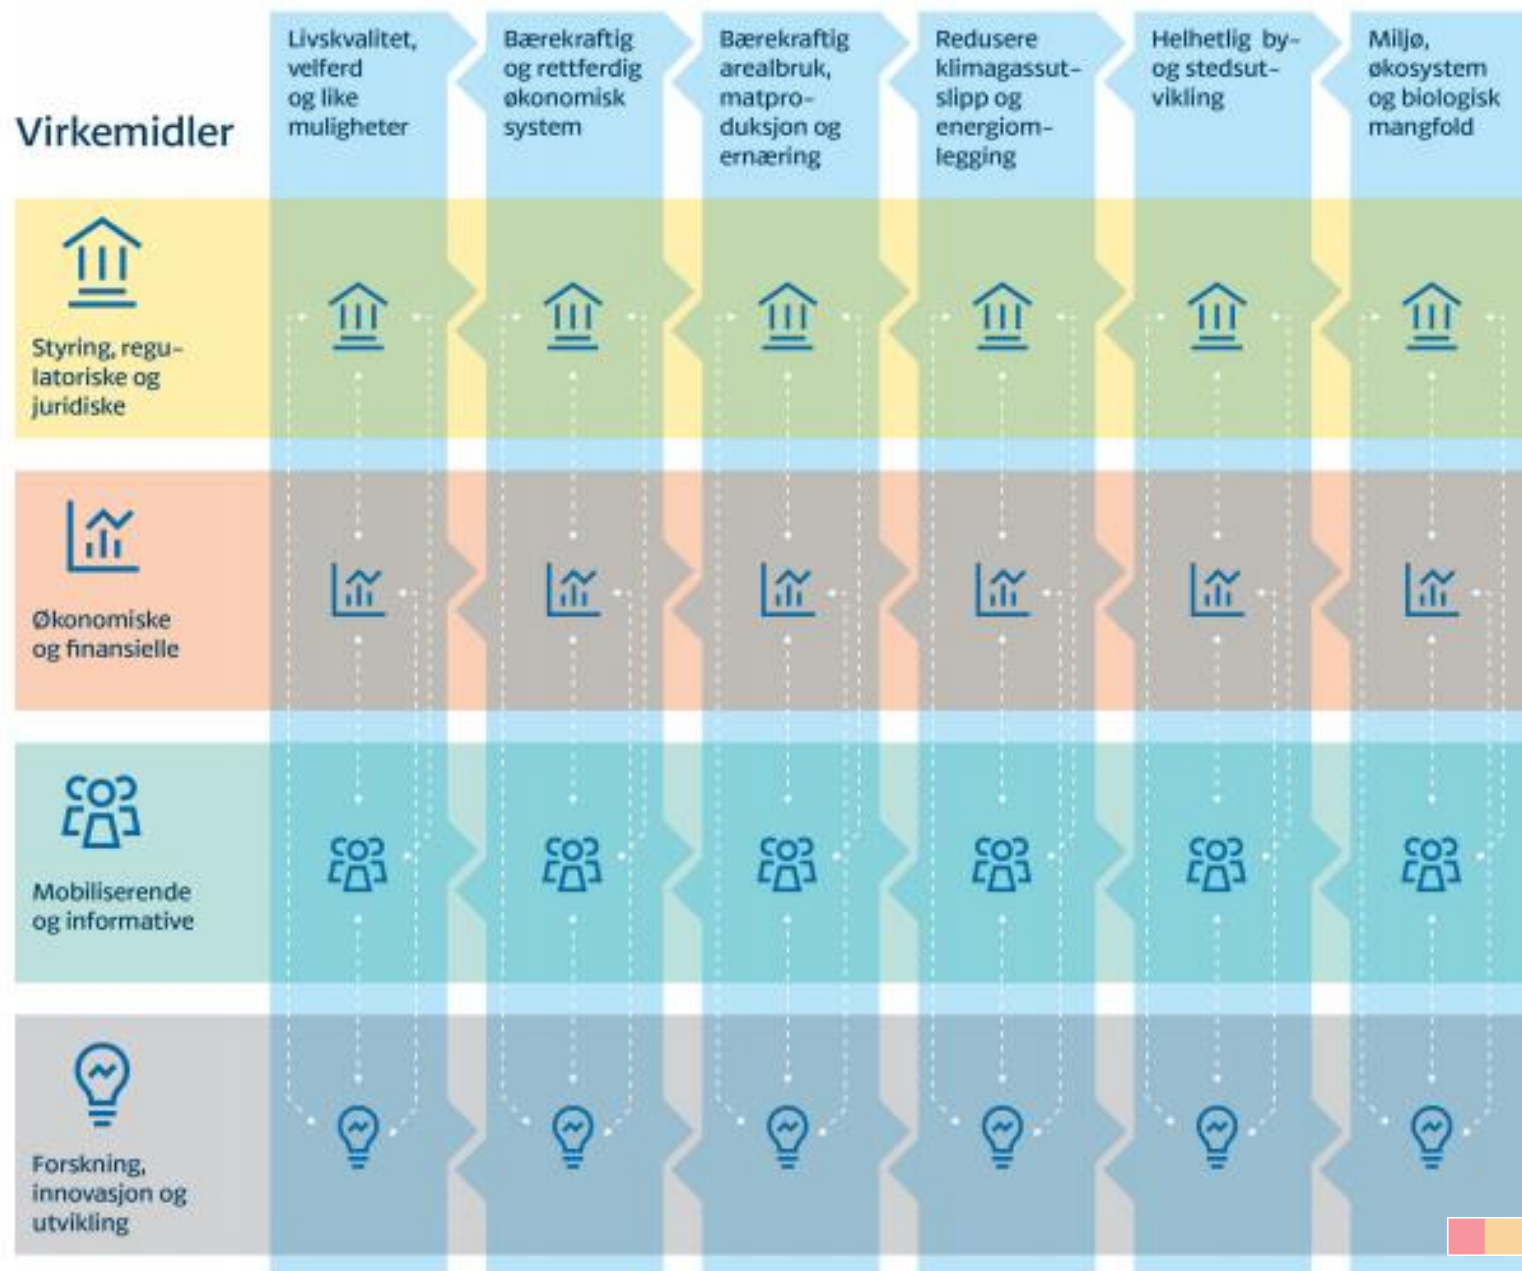 Livskvalitet,
velferd
og like
muligheter
Bærekraftig
og rettferdig
økonomisk
system
Bærekraftig
arealbruk,
matpro-
duksjon og
ernæring
Redusere
klimagassut-
slipp og
energiom-
legging
Helhetlig by-
og stedsut-
vikling
Miljø,
økosystem
og biologisk
mangfold
Virkemidler
Styring, regu-
latoriske og
juridiske
Økonomiske
og finansielle
Mobiliserende
og informative
Forskning,
innovasjon og
utvikling